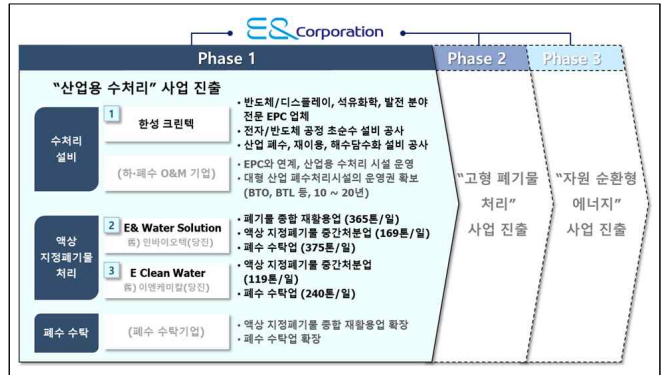 E& Corporation
Phase 1
Phase 2
Phase 3
"산업용 수처리" 사업 진출
수처리
설비
1
한성 크린텍
• 반도체/디스플레이, 석유화학, 발전 분야
전문 EPC 업체
• 전자/반도체 공정 초순수 설비 공사
• 산업 폐수, 재이용, 해수담수화 설비 공사
(하·폐수 O&M 기업)
• EPC와 연계, 산업용 수처리 시설 운영
• 대형 산업 폐수처리시설의 운영권 확보
(BTO, BTL 등, 10 ~ 20년)
액상
지정폐기물
처리
2
E& Water Solution
舊) 인바이오텍(당진)
• 폐기물 종합 재활용업 (365톤/일)
• 액상 지정폐기물 중간처분업 (169톤/일)
• 폐수 수탁업 (375톤/일)
3
E Clean Water
舊) 이엔케미칼(당진)
• 액상 지정폐기물 중간처분업
(119톤/일)
• 폐수 수탁업 (240톤/일)
폐수 수탁
(폐수 수탁기업)
• 액상 지정폐기물 종합 재활용업 확장
• 폐수 수탁업 확장
"고형 폐기물
처리"
사업 진출
"자원 순환형
에너지"
사업 진출